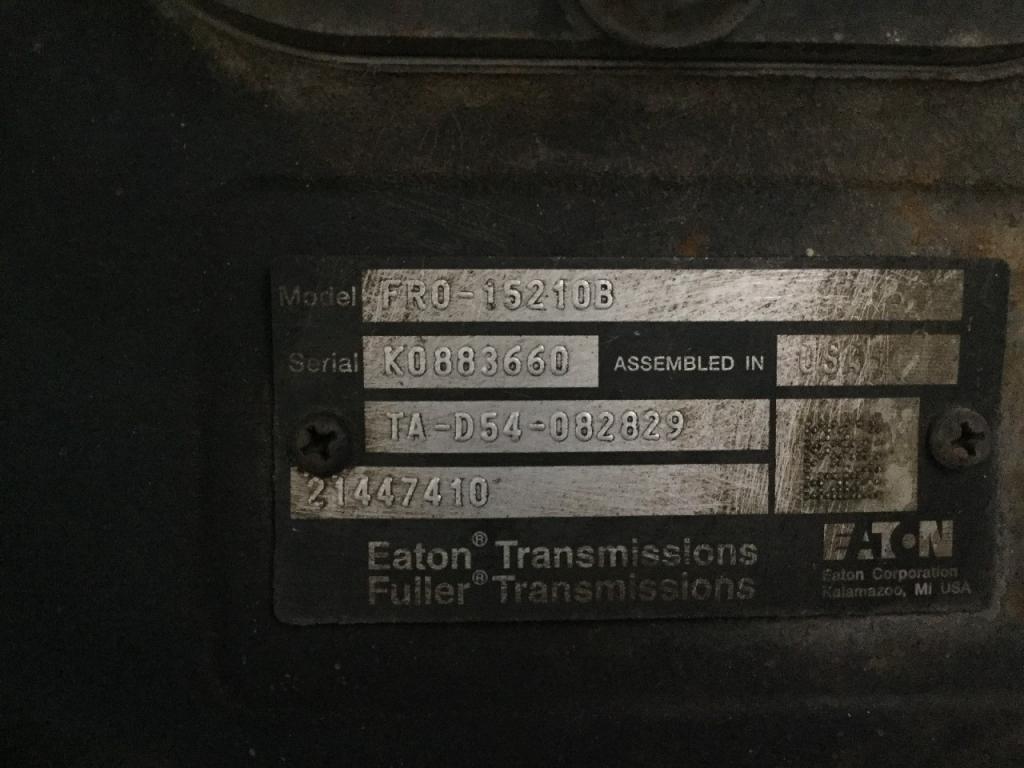 Model FRO-15210B
Serial K0883660 ASSEMBLED IN USA
TA-D54-082829
21447410
Eaton® Transmissions
Fuller® Transmissions
EATON
Eaton Corporation
Kalamazoo, MI USA